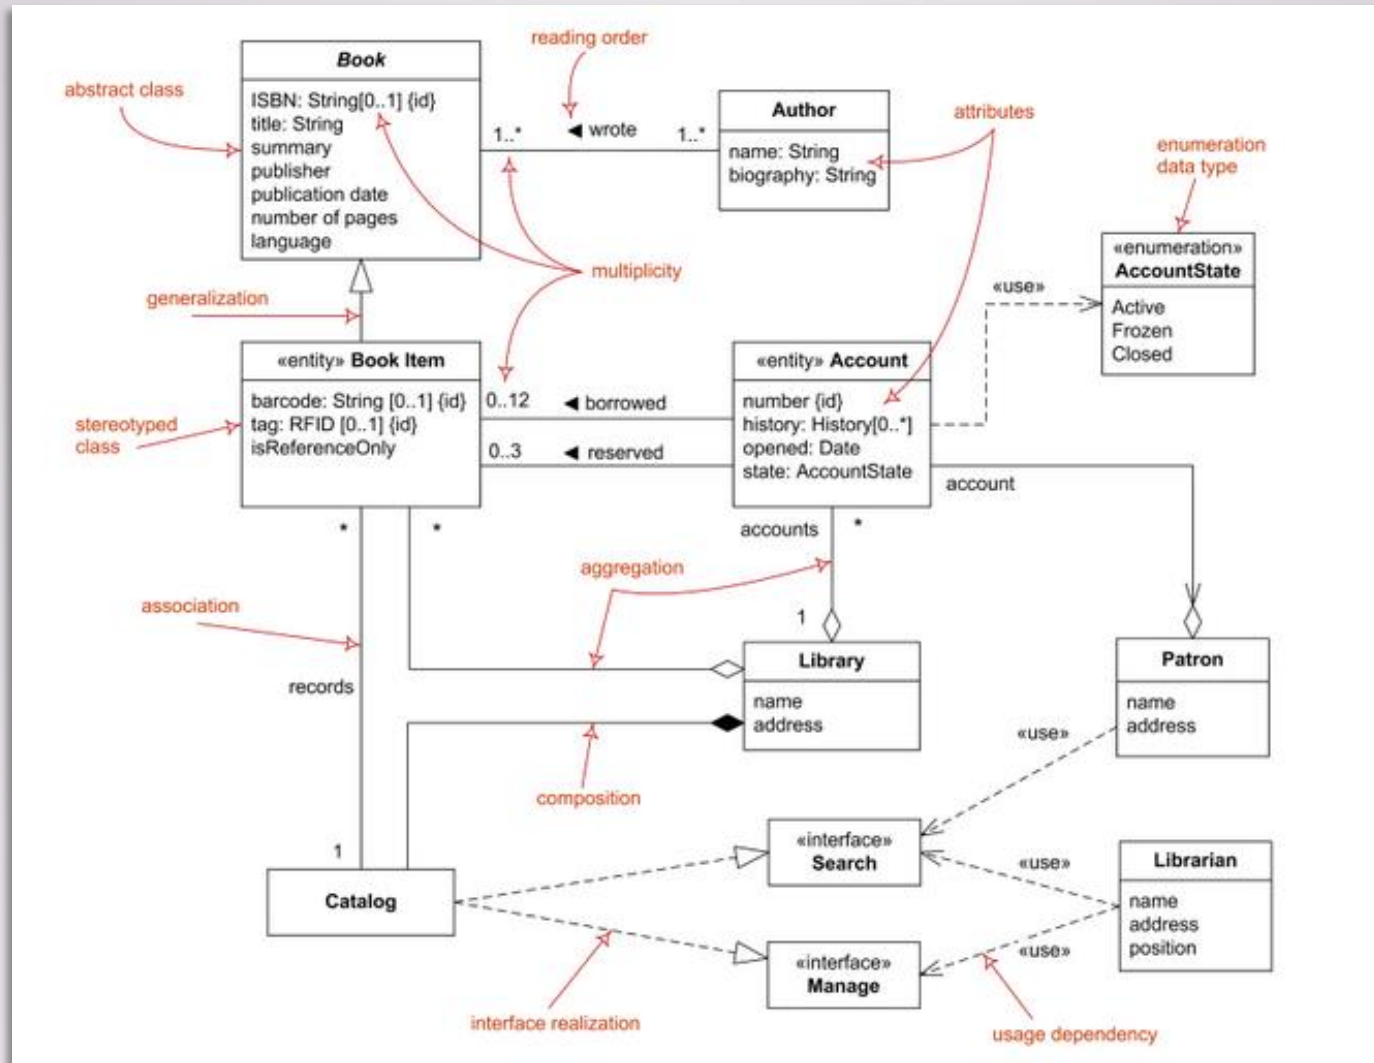 reading order
Book
abstract class
ISBN: String[0..1] {id}
title: String
summary
publisher
publication date
number of pages
language
1..*
◀ wrote
1..*
Author
name: String
biography: String
attributes
enumeration
data type
«enumeration»
AccountState
Active
Frozen
Closed
multiplicity
generalization
«use»
«entity» Book Item
barcode: String [0..1] {id}
tag: RFID [0..1] {id}
isReferenceOnly
stereotyped
class
0..12
◀ borrowed
0..3
◀ reserved
«entity» Account
number {id}
history: History[0..*]
opened: Date
state: AccountState
account
*
*
accounts
*
aggregation
association
1
records
Library
name
address
Patron
name
address
composition
«use»
1
Catalog
«interface»
Search
«use»
Librarian
name
address
position
«interface»
Manage
«use»
interface realization
usage dependency